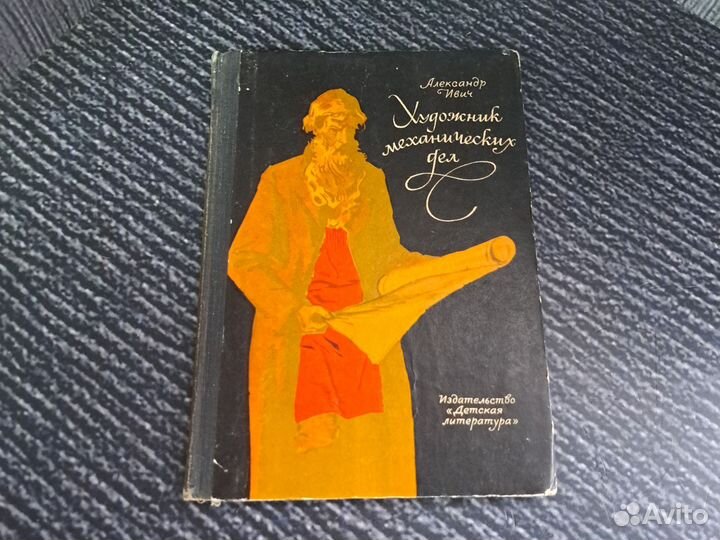 Александр
Ивич
Художник
механических
дел
Издательство
«Детская
литература»
Avito